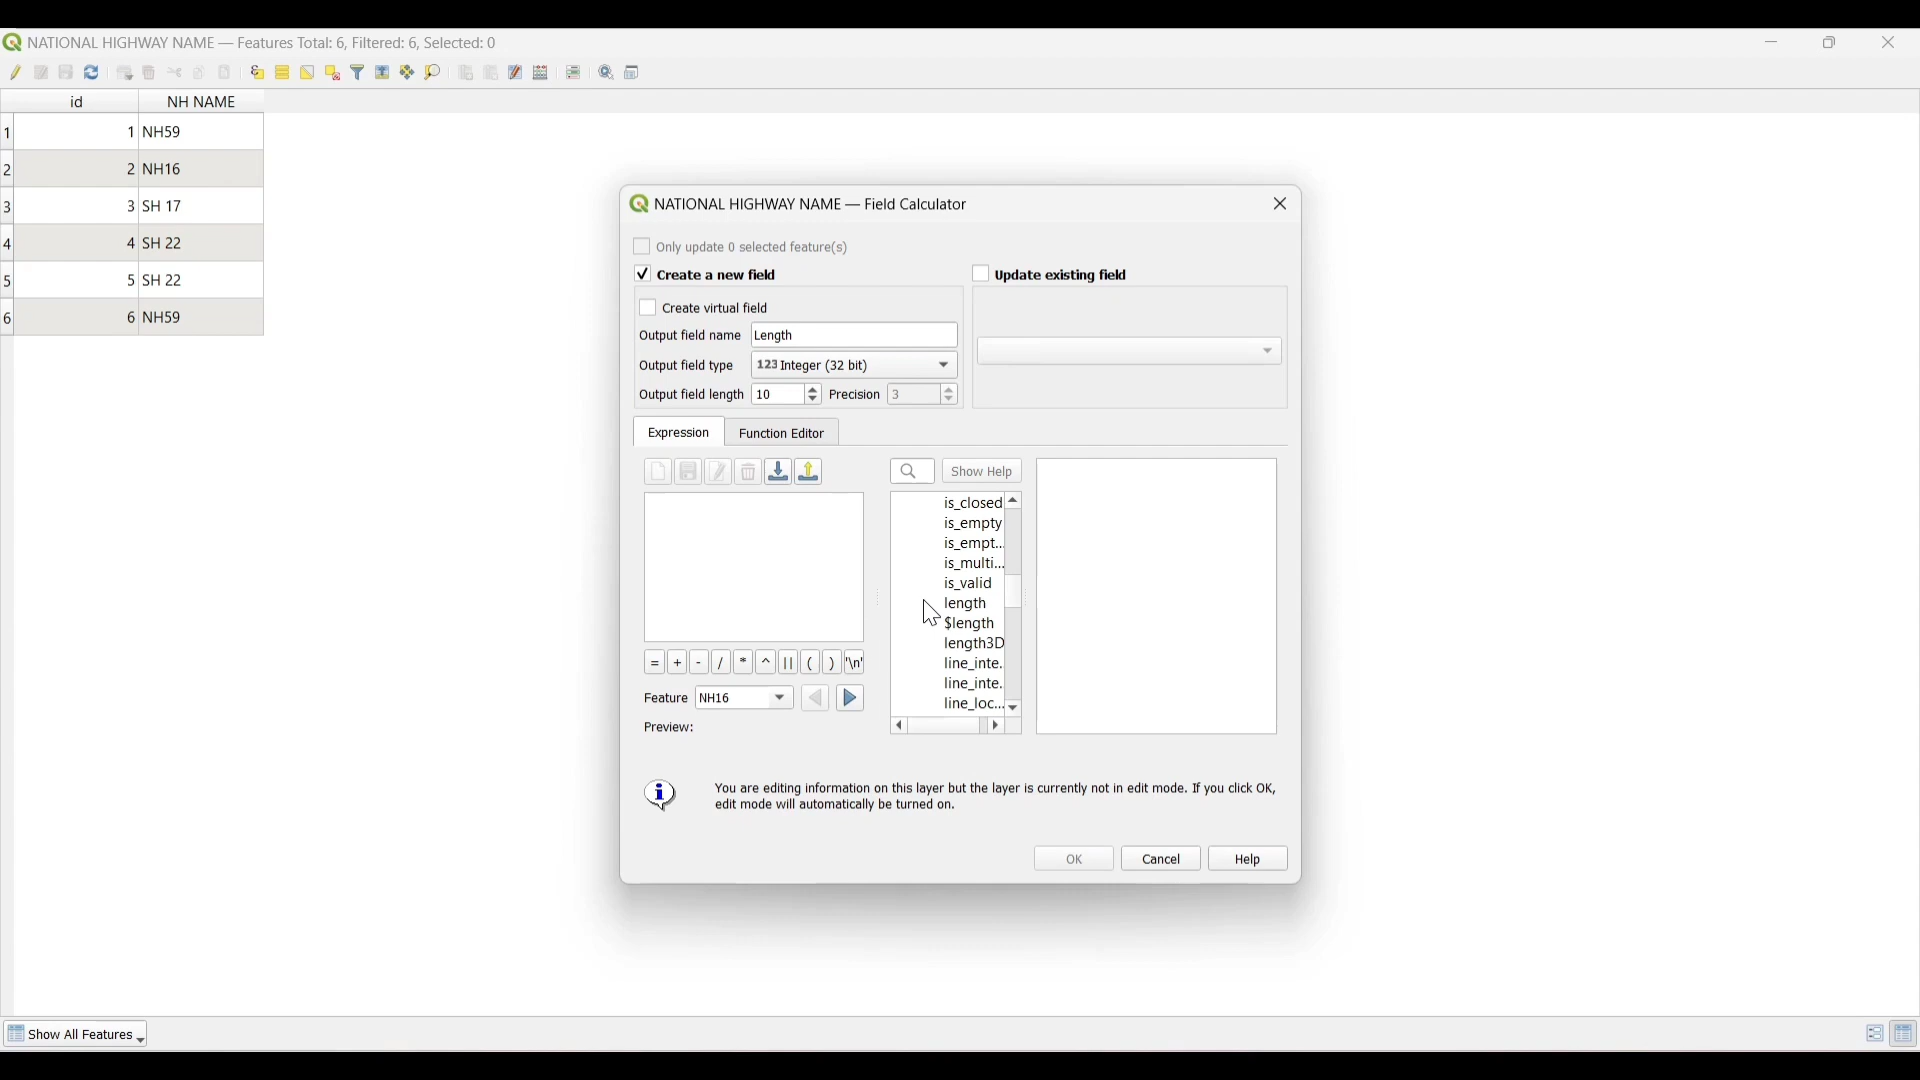 NATIONAL HIGHWAY NAME — Features Total: 6, Filtered: 6, Selected: 0
id NH NAME
1 1 NH59
2 2 NH16
3 3 SH 17
4 4 SH 22
5 5 SH 22
6 6 NH59
NATIONAL HIGHWAY NAME — Field Calculator
Only update 0 selected feature(s)
Create a new field
Update existing field
Create virtual field
Output field name Length
Output field type 123 Integer (32 bit)
Output field length 10 Precision 3
Expression Function Editor
Show Help
is_closed
is_empty
is_empt...
is_multi...
is_valid
length
$length
length3D
line_inte...
line_inte...
line_loc...
= + - / * ^ || ( ) '\n'
Feature NH16
Preview:
You are editing information on this layer but the layer is currently not in edit mode. If you click OK,
edit mode will automatically be turned on.
OK Cancel Help
Show All Features